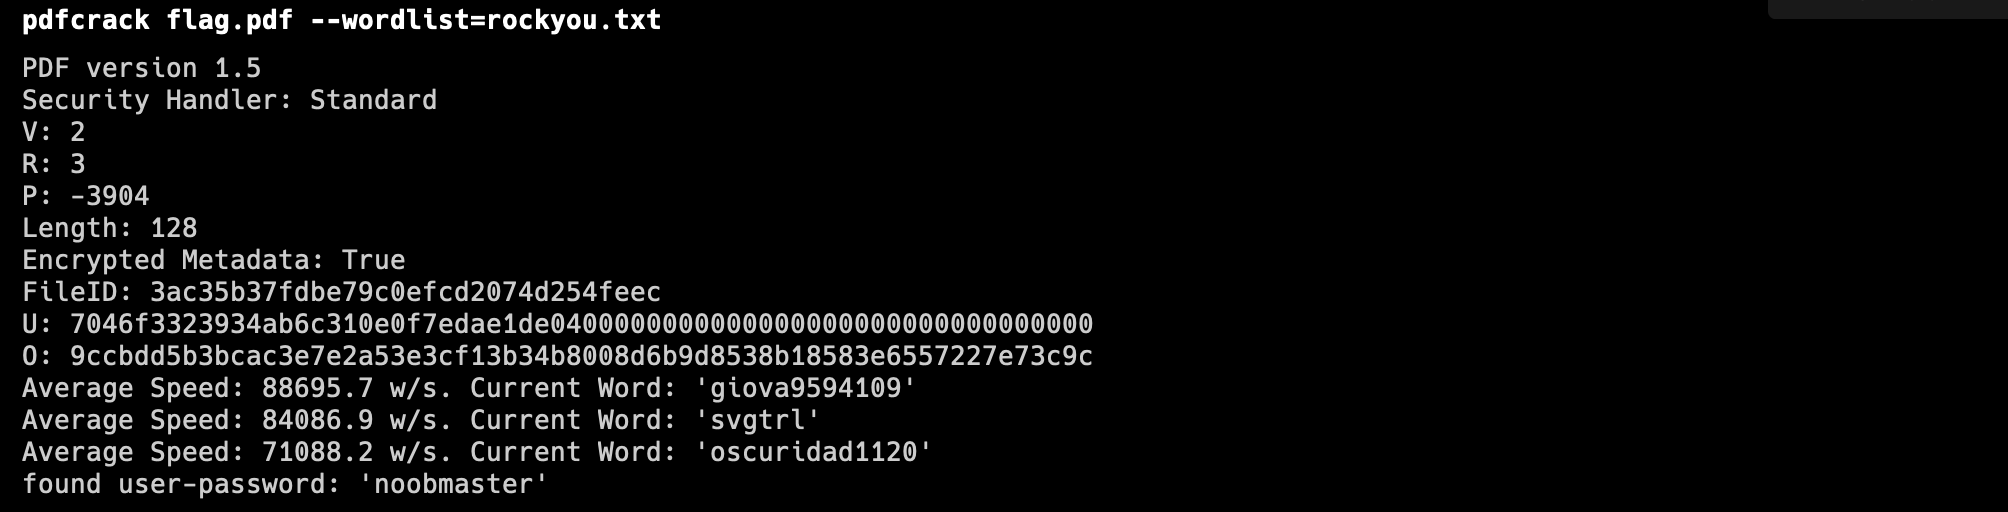 pdfcrack flag.pdf --wordlist=rockyou.txt
PDF version 1.5
Security Handler: Standard
V: 2
R: 3
P: -3904
Length: 128
Encrypted Metadata: True
FileID: 3ac35b37fdbe79c0efcd2074d254feec
U: 7046f3323934ab6c310e0f7edae1de0400000000000000000000000000000000
O: 9ccbdd5b3bcac3e7e2a53e3cf13b34b8008d6b9d8538b18583e6557227e73c9c
Average Speed: 88695.7 w/s. Current Word: 'giova9594109'
Average Speed: 84086.9 w/s. Current Word: 'svgtrl'
Average Speed: 71088.2 w/s. Current Word: 'oscuridad1120'
found user-password: 'noobmaster'